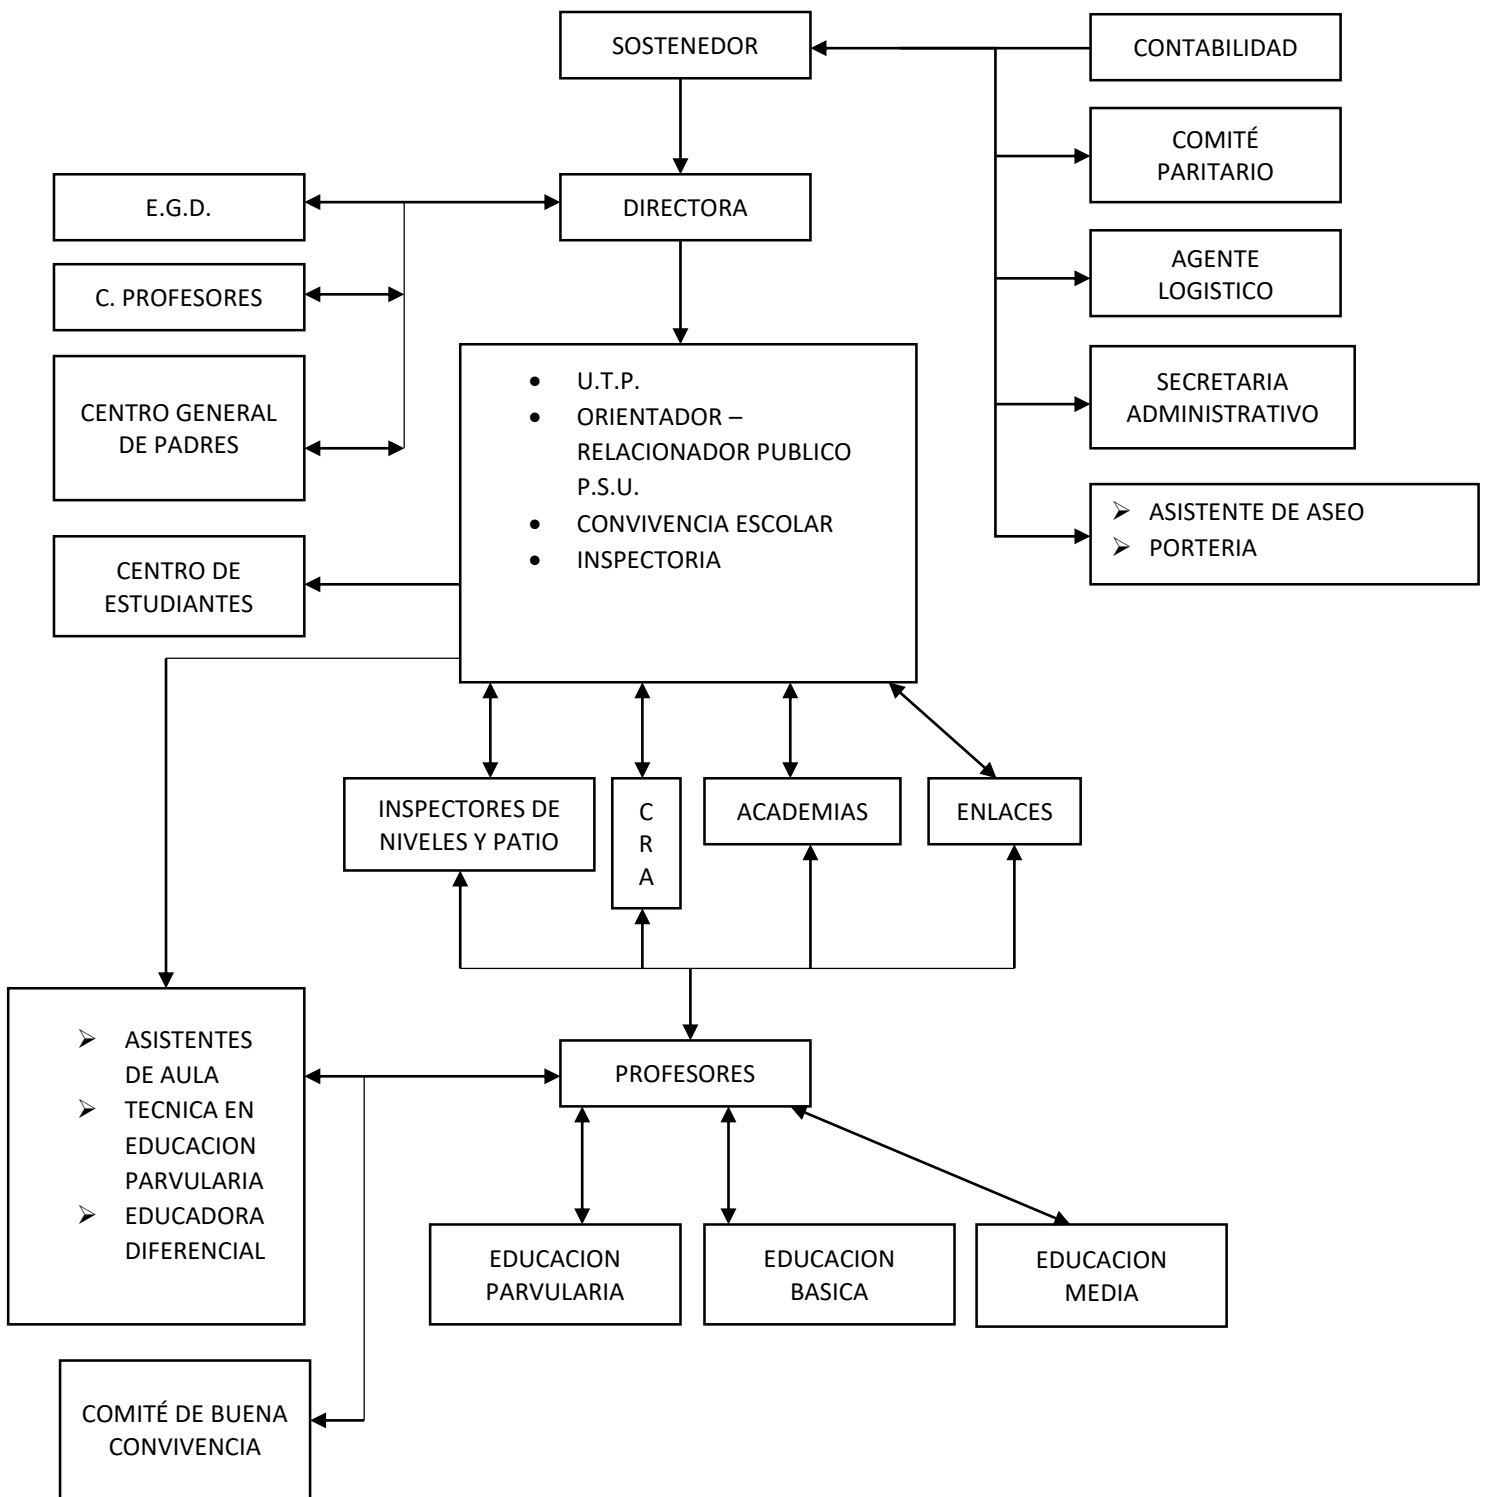 SOSTENEDOR
CONTABILIDAD
COMITÉ
PARITARIO
E.G.D.
DIRECTORA
AGENTE
LOGISTICO
C. PROFESORES
CENTRO GENERAL
DE PADRES
• U.T.P.
• ORIENTADOR –
RELACIONADOR PUBLICO
P.S.U.
• CONVIVENCIA ESCOLAR
• INSPECTORIA
SECRETARIA
ADMINISTRATIVO
➢ ASISTENTE DE ASEO
➢ PORTERIA
CENTRO DE
ESTUDIANTES
INSPECTORES DE
NIVELES Y PATIO
C
R
A
ACADEMIAS
ENLACES
➢ ASISTENTES
DE AULA
➢ TECNICA EN
EDUCACION
PARVULARIA
➢ EDUCADORA
DIFERENCIAL
PROFESORES
EDUCACION
PARVULARIA
EDUCACION
BASICA
EDUCACION
MEDIA
COMITÉ DE BUENA
CONVIVENCIA